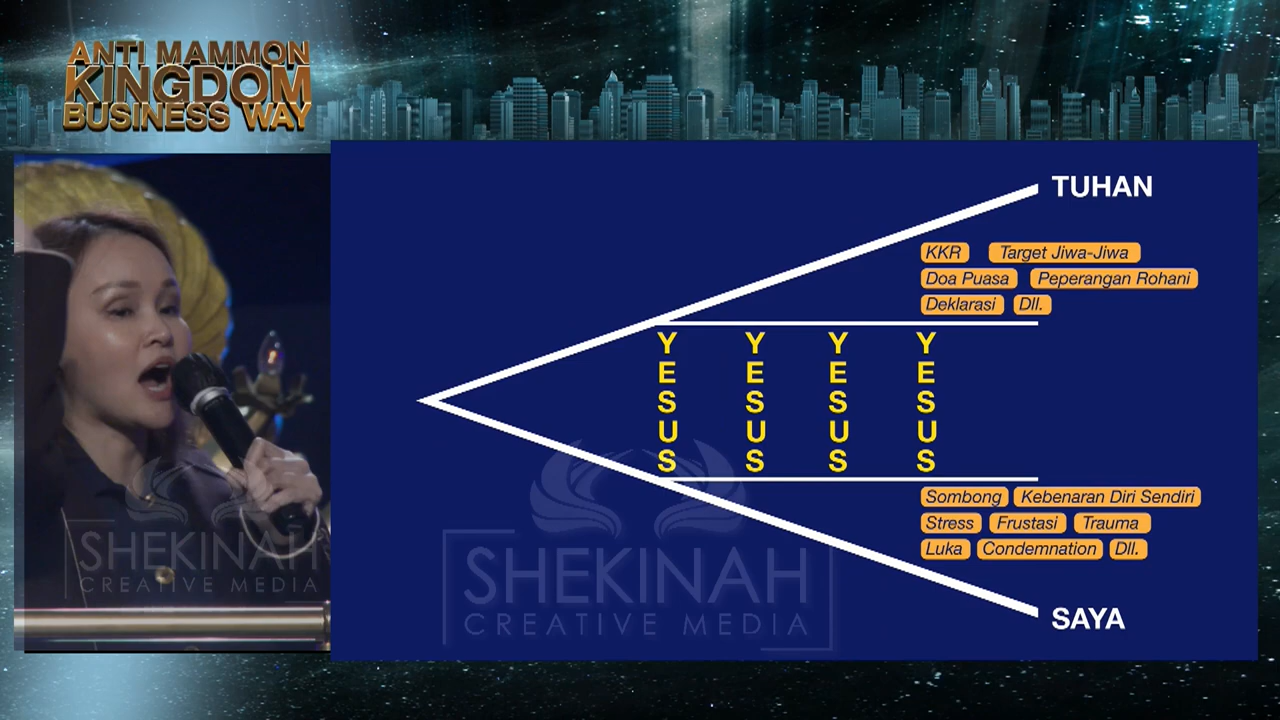 ANTI MAMMON
KINGDOM
BUSINESS WAY
TUHAN
KKR Target Jiwa-Jiwa
Doa Puasa Peperangan Rohani
Deklarasi Dll.
YESUS YESUS YESUS YESUS
Sombong Kebenaran Diri Sendiri
Stress Frustasi Trauma
Luka Condemnation Dll.
SAYA
SHEKINAH
CREATIVE MEDIA
SHEKINAH
CREATIVE MEDIA